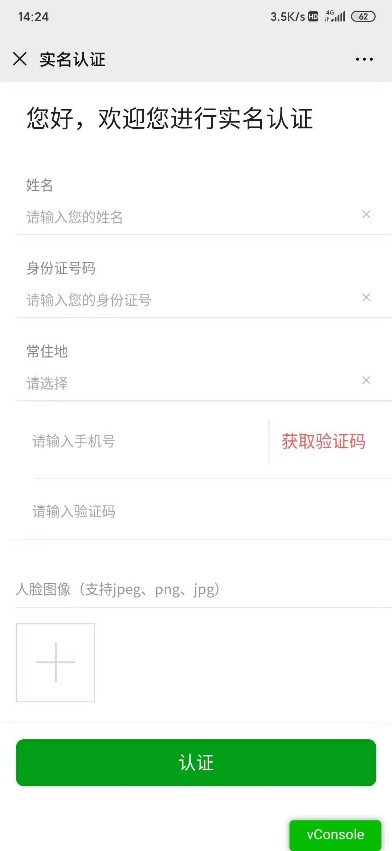 14:24 3.5K/s HD 4G 62
实名认证
您好，欢迎您进行实名认证
姓名
请输入您的姓名
身份证号码
请输入您的身份证号
常住地
请选择
请输入手机号 获取验证码
请输入验证码
人脸图像（支持jpeg、png、jpg）
认证
vConsole